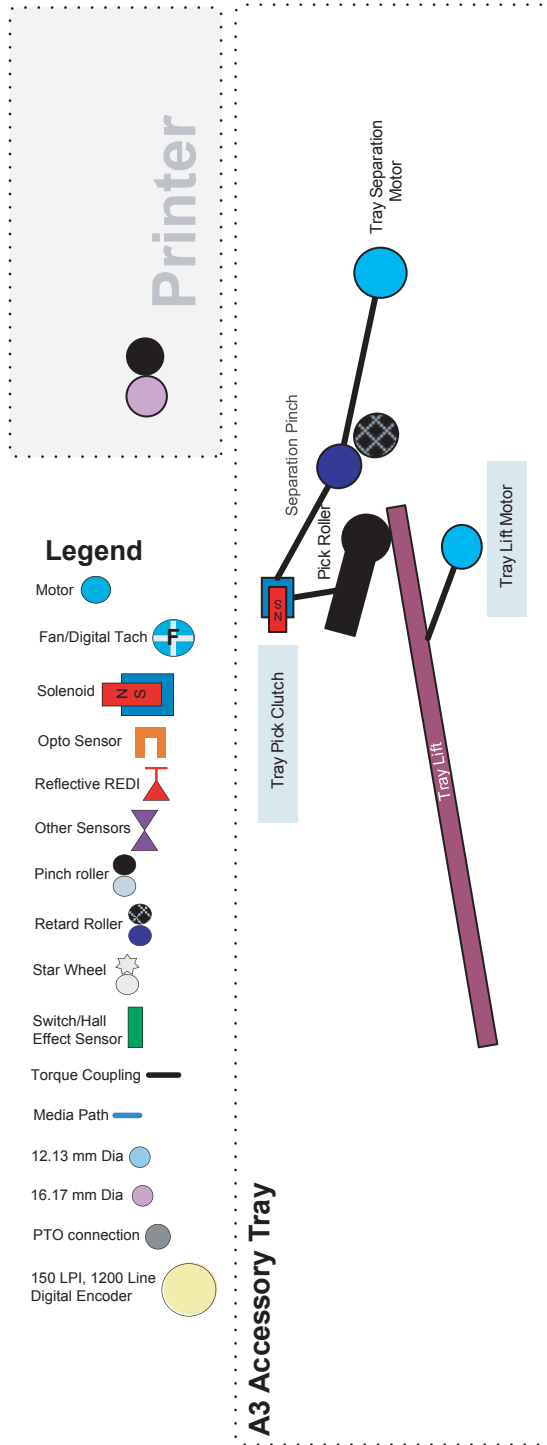 Printer
Legend
Motor
Fan/Digital Tach
F
Solenoid
S
N
Opto Sensor
Reflective REDI
Other Sensors
Pinch roller
Retard Roller
Star Wheel
Switch/Hall
Effect Sensor
Torque Coupling
Media Path
12.13 mm Dia
16.17 mm Dia
PTO connection
150 LPI, 1200 Line
Digital Encoder
A3 Accessory Tray
Tray Separation
Motor
Separation Pinch
Pick Roller
S
N
Tray Pick Clutch
Tray Lift Motor
Tray Lift